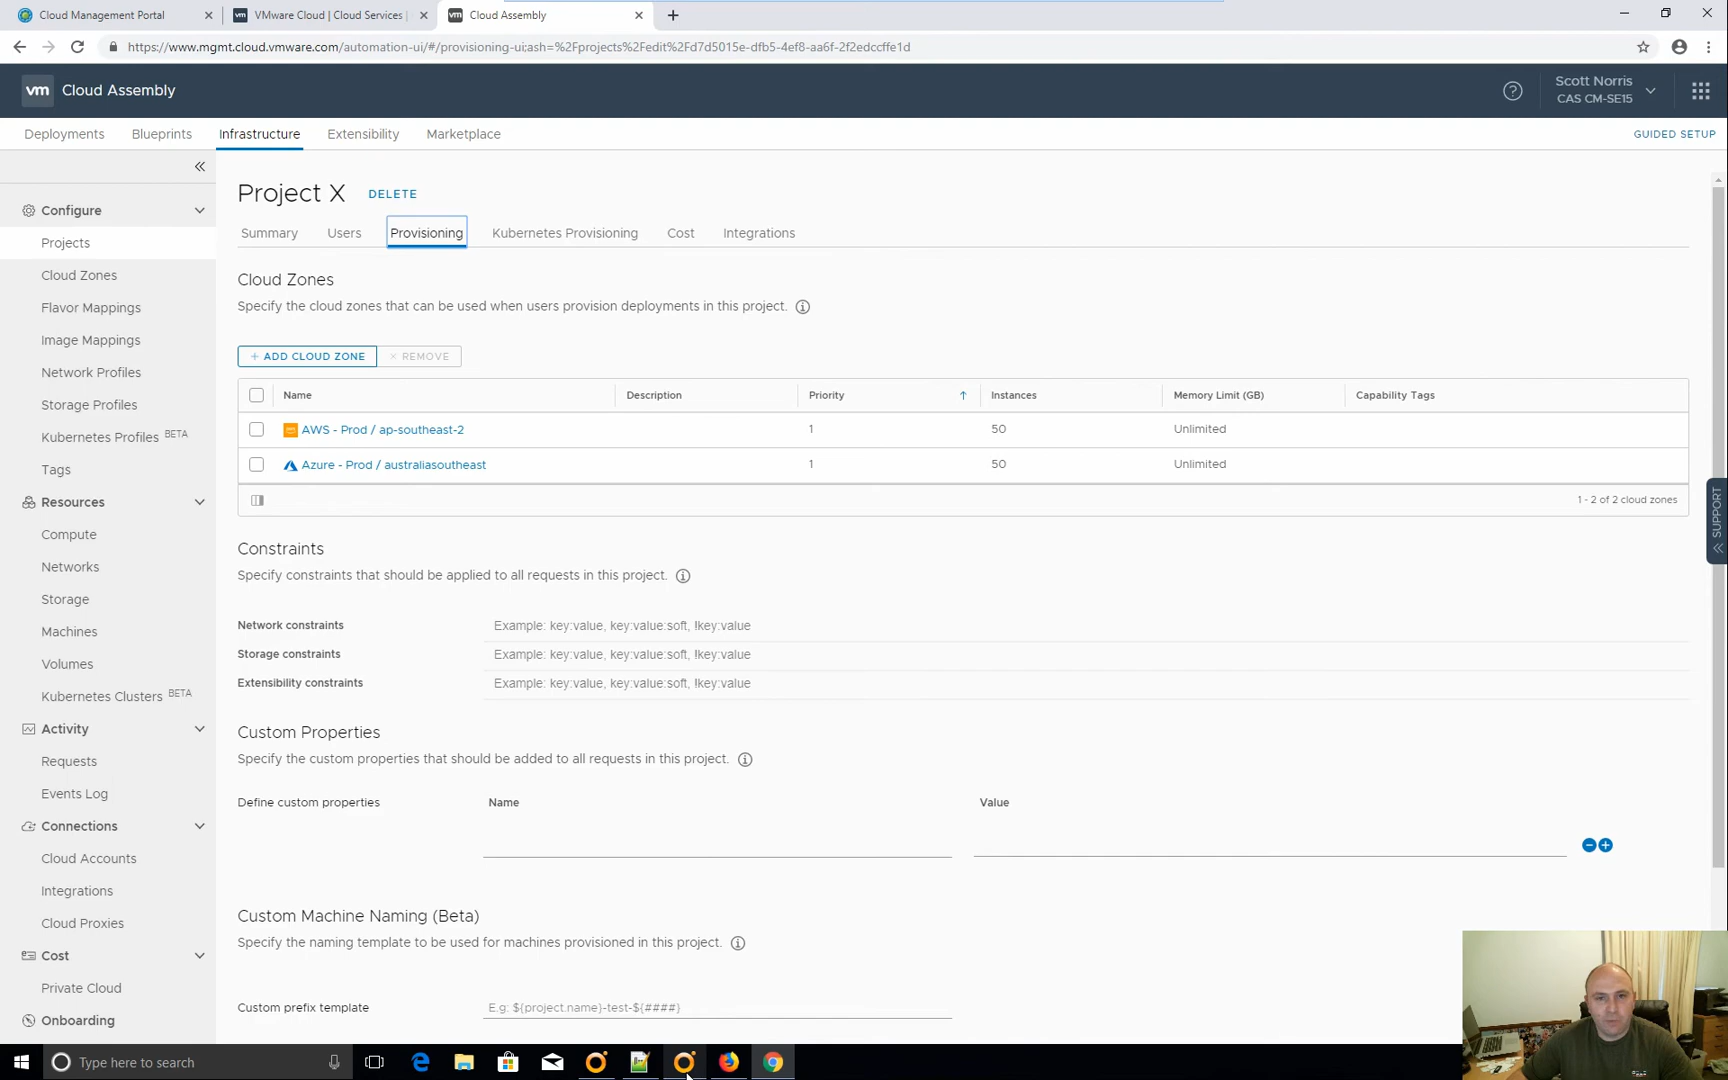 Cloud Management Portal
VMware Cloud | Cloud Services |
Cloud Assembly
https://www.mgmt.cloud.vmware.com/automation-ui/#/provisioning-ui;ash=%2Fprojects%2Fedit%2Fd7d5015e-dfb5-4ef8-aa6f-2f2edccffe1d
vm Cloud Assembly
Scott Norris
CAS CM-SE15
Deployments
Blueprints
Infrastructure
Extensibility
Marketplace
GUIDED SETUP
Configure
Projects
Cloud Zones
Flavor Mappings
Image Mappings
Network Profiles
Storage Profiles
Kubernetes Profiles BETA
Tags
Resources
Compute
Networks
Storage
Machines
Volumes
Kubernetes Clusters BETA
Activity
Requests
Events Log
Connections
Cloud Accounts
Integrations
Cloud Proxies
Cost
Private Cloud
Onboarding
Project X DELETE
Summary Users Provisioning Kubernetes Provisioning Cost Integrations
Cloud Zones
Specify the cloud zones that can be used when users provision deployments in this project.
+ ADD CLOUD ZONE × REMOVE
Name Description Priority Instances Memory Limit (GB) Capability Tags
AWS - Prod / ap-southeast-2 1 50 Unlimited
Azure - Prod / australiasoutheast 1 50 Unlimited
1 - 2 of 2 cloud zones
Constraints
Specify constraints that should be applied to all requests in this project.
Network constraints Example: key:value, key:value:soft, !key:value
Storage constraints Example: key:value, key:value:soft, !key:value
Extensibility constraints Example: key:value, key:value:soft, !key:value
Custom Properties
Specify the custom properties that should be added to all requests in this project.
Define custom properties Name Value
Custom Machine Naming (Beta)
Specify the naming template to be used for machines provisioned in this project.
Custom prefix template E.g: ${project.name}-test-${####}
SUPPORT
Type here to search